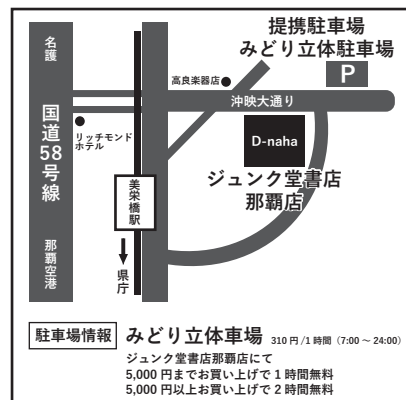 名護
国道58号線
那覇空港
リッチモンド
ホテル
美栄橋駅
県庁
高良楽器店
沖映大通り
提携駐車場
みどり立体駐車場
P
D-naha
ジュンク堂書店
那覇店
駐車場情報 みどり立体車場 310円/1時間（7:00～24:00）
ジュンク堂書店那覇店にて
5,000円までお買い上げで1時間無料
5,000円以上お買い上げで2時間無料